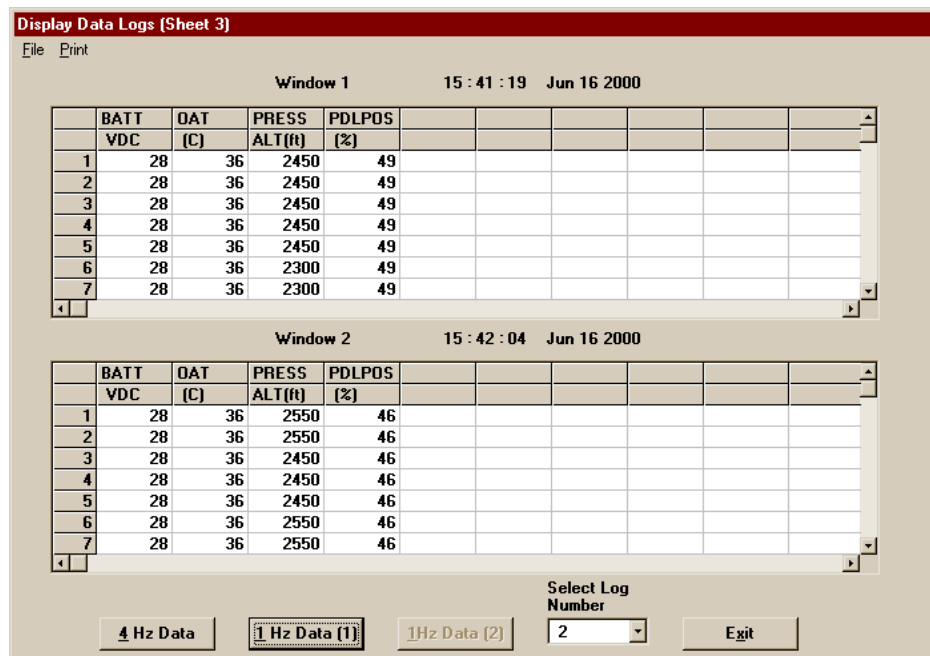 Display Data Logs (Sheet 3)
File Print
Window 1 15 : 41 : 19 Jun 16 2000
BATT OAT PRESS PDLPOS
VDC (C) ALT(ft) (%)
1 28 36 2450 49
2 28 36 2450 49
3 28 36 2450 49
4 28 36 2450 49
5 28 36 2450 49
6 28 36 2300 49
7 28 36 2300 49
Window 2 15 : 42 : 04 Jun 16 2000
BATT OAT PRESS PDLPOS
VDC (C) ALT(ft) (%)
1 28 36 2550 46
2 28 36 2550 46
3 28 36 2450 46
4 28 36 2450 46
5 28 36 2450 46
6 28 36 2550 46
7 28 36 2550 46
Select Log
Number
4 Hz Data 1 Hz Data (1) 1Hz Data (2) 2 Exit